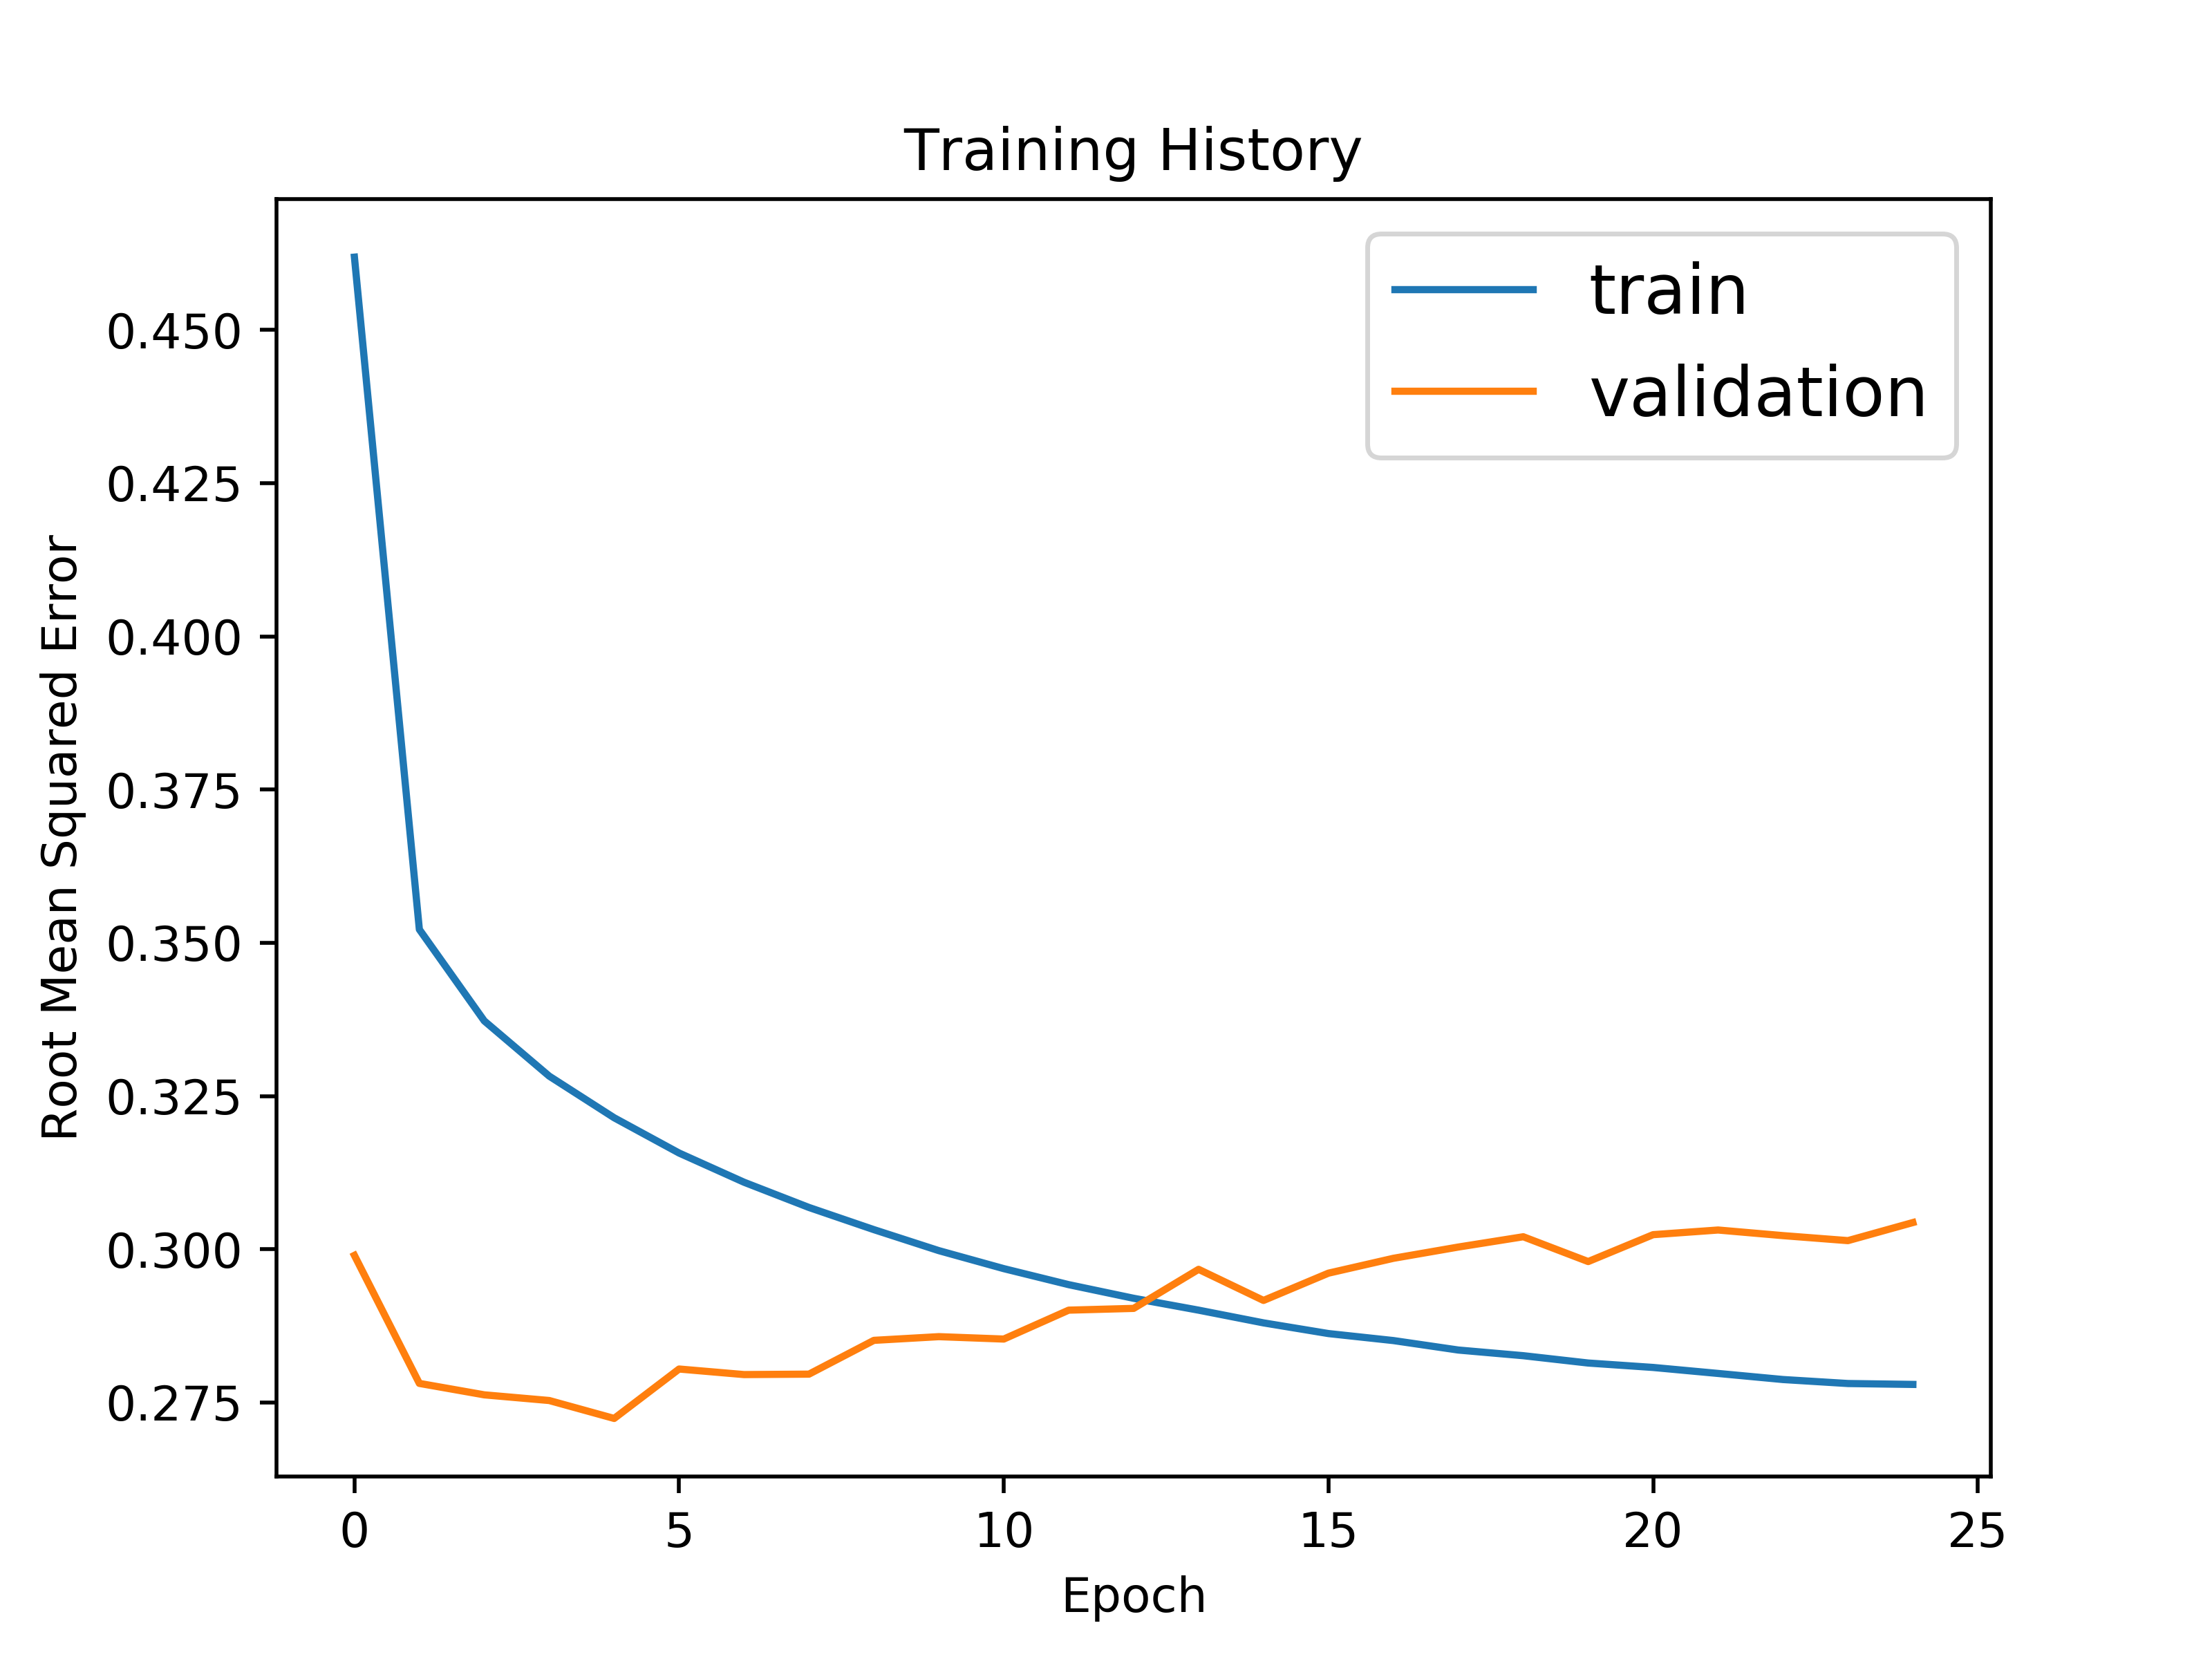 Training History
train
validation
0.450
0.425
0.400
0.375
0.350
0.325
0.300
0.275
Root Mean Squared Error
0 5 10 15 20 25
Epoch